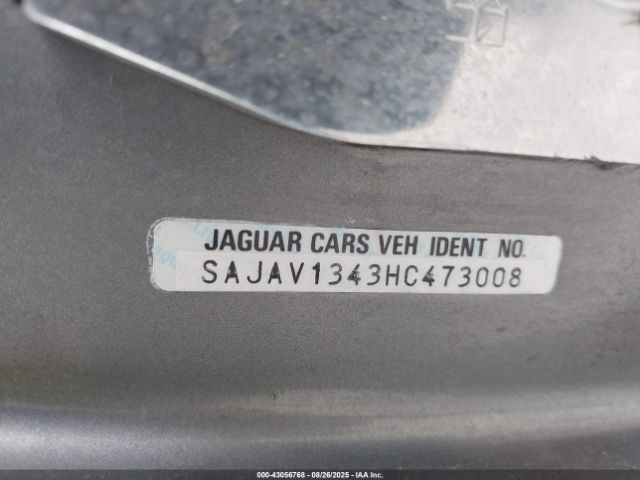 JAGUAR CARS VEH IDENT NO.
SAJAV1343HC473008
000-43056768 - 08/26/2025 - IAA Inc.